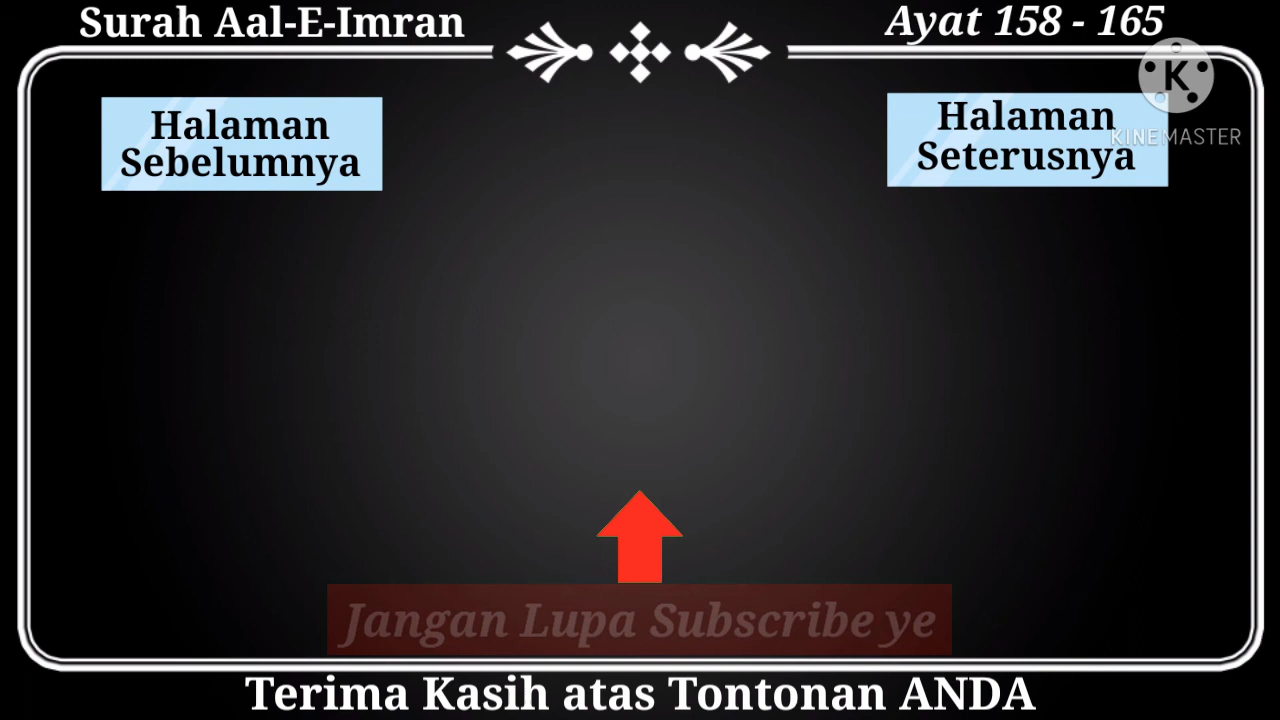 Surah Aal-E-Imran
Ayat 158 - 165
Halaman
Sebelumnya
Halaman
Seterusnya
K
KINEMASTER
Jangan Lupa Subscribe ye
Terima Kasih atas Tontonan ANDA